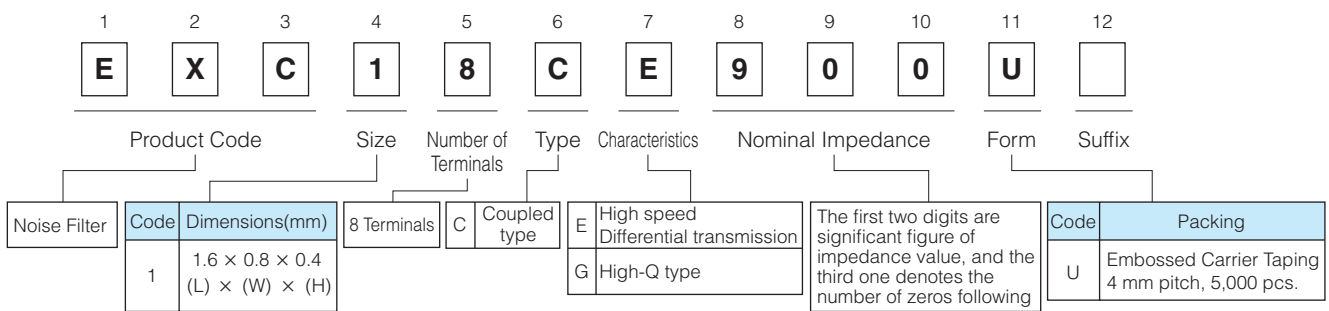 1 2 3 4 5 6 7 8 9 10 11 12
E X C 1 8 C E 9 0 0 U
Product Code Size Number of Terminals Type Characteristics Nominal Impedance Form Suffix
Noise Filter
Code Dimensions(mm)
1 1.6 × 0.8 × 0.4
(L) × (W) × (H)
8 Terminals
C Coupled
type
E High speed
Differential transmission
G High-Q type
The first two digits are
significant figure of
impedance value, and the
third one denotes the
number of zeros following
Code Packing
U Embossed Carrier Taping
4 mm pitch, 5,000 pcs.